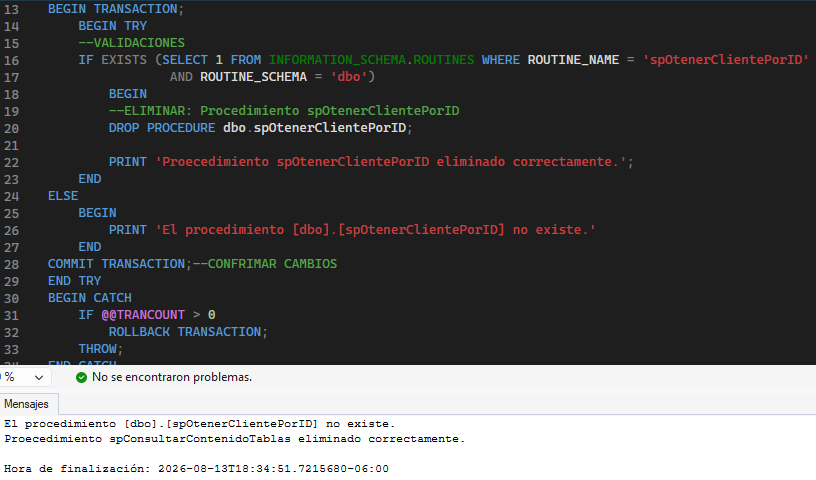 13 BEGIN TRANSACTION;
14 BEGIN TRY
15 --VALIDACIONES
16 IF EXISTS (SELECT 1 FROM INFORMATION_SCHEMA.ROUTINES WHERE ROUTINE_NAME = 'spOtenerClientePorID'
17 AND ROUTINE_SCHEMA = 'dbo')
18 BEGIN
19 --ELIMINAR: Procedimiento spOtenerClientePorID
20 DROP PROCEDURE dbo.spOtenerClientePorID;
21
22 PRINT 'Proecedimiento spOtenerClientePorID eliminado correctamente.';
23 END
24 ELSE
25 BEGIN
26 PRINT 'El procedimiento [dbo].[spOtenerClientePorID] no existe.'
27 END
28 COMMIT TRANSACTION;--CONFRIMAR CAMBIOS
29 END TRY
30 BEGIN CATCH
31 IF @@TRANCOUNT > 0
32 ROLLBACK TRANSACTION;
33 THROW;
34 END CATCH
% No se encontraron problemas.
Mensajes
El procedimiento [dbo].[spOtenerClientePorID] no existe.
Proecedimiento spConsultarContenidoTablas eliminado correctamente.
Hora de finalización: 2026-08-13T18:34:51.7215680-06:00